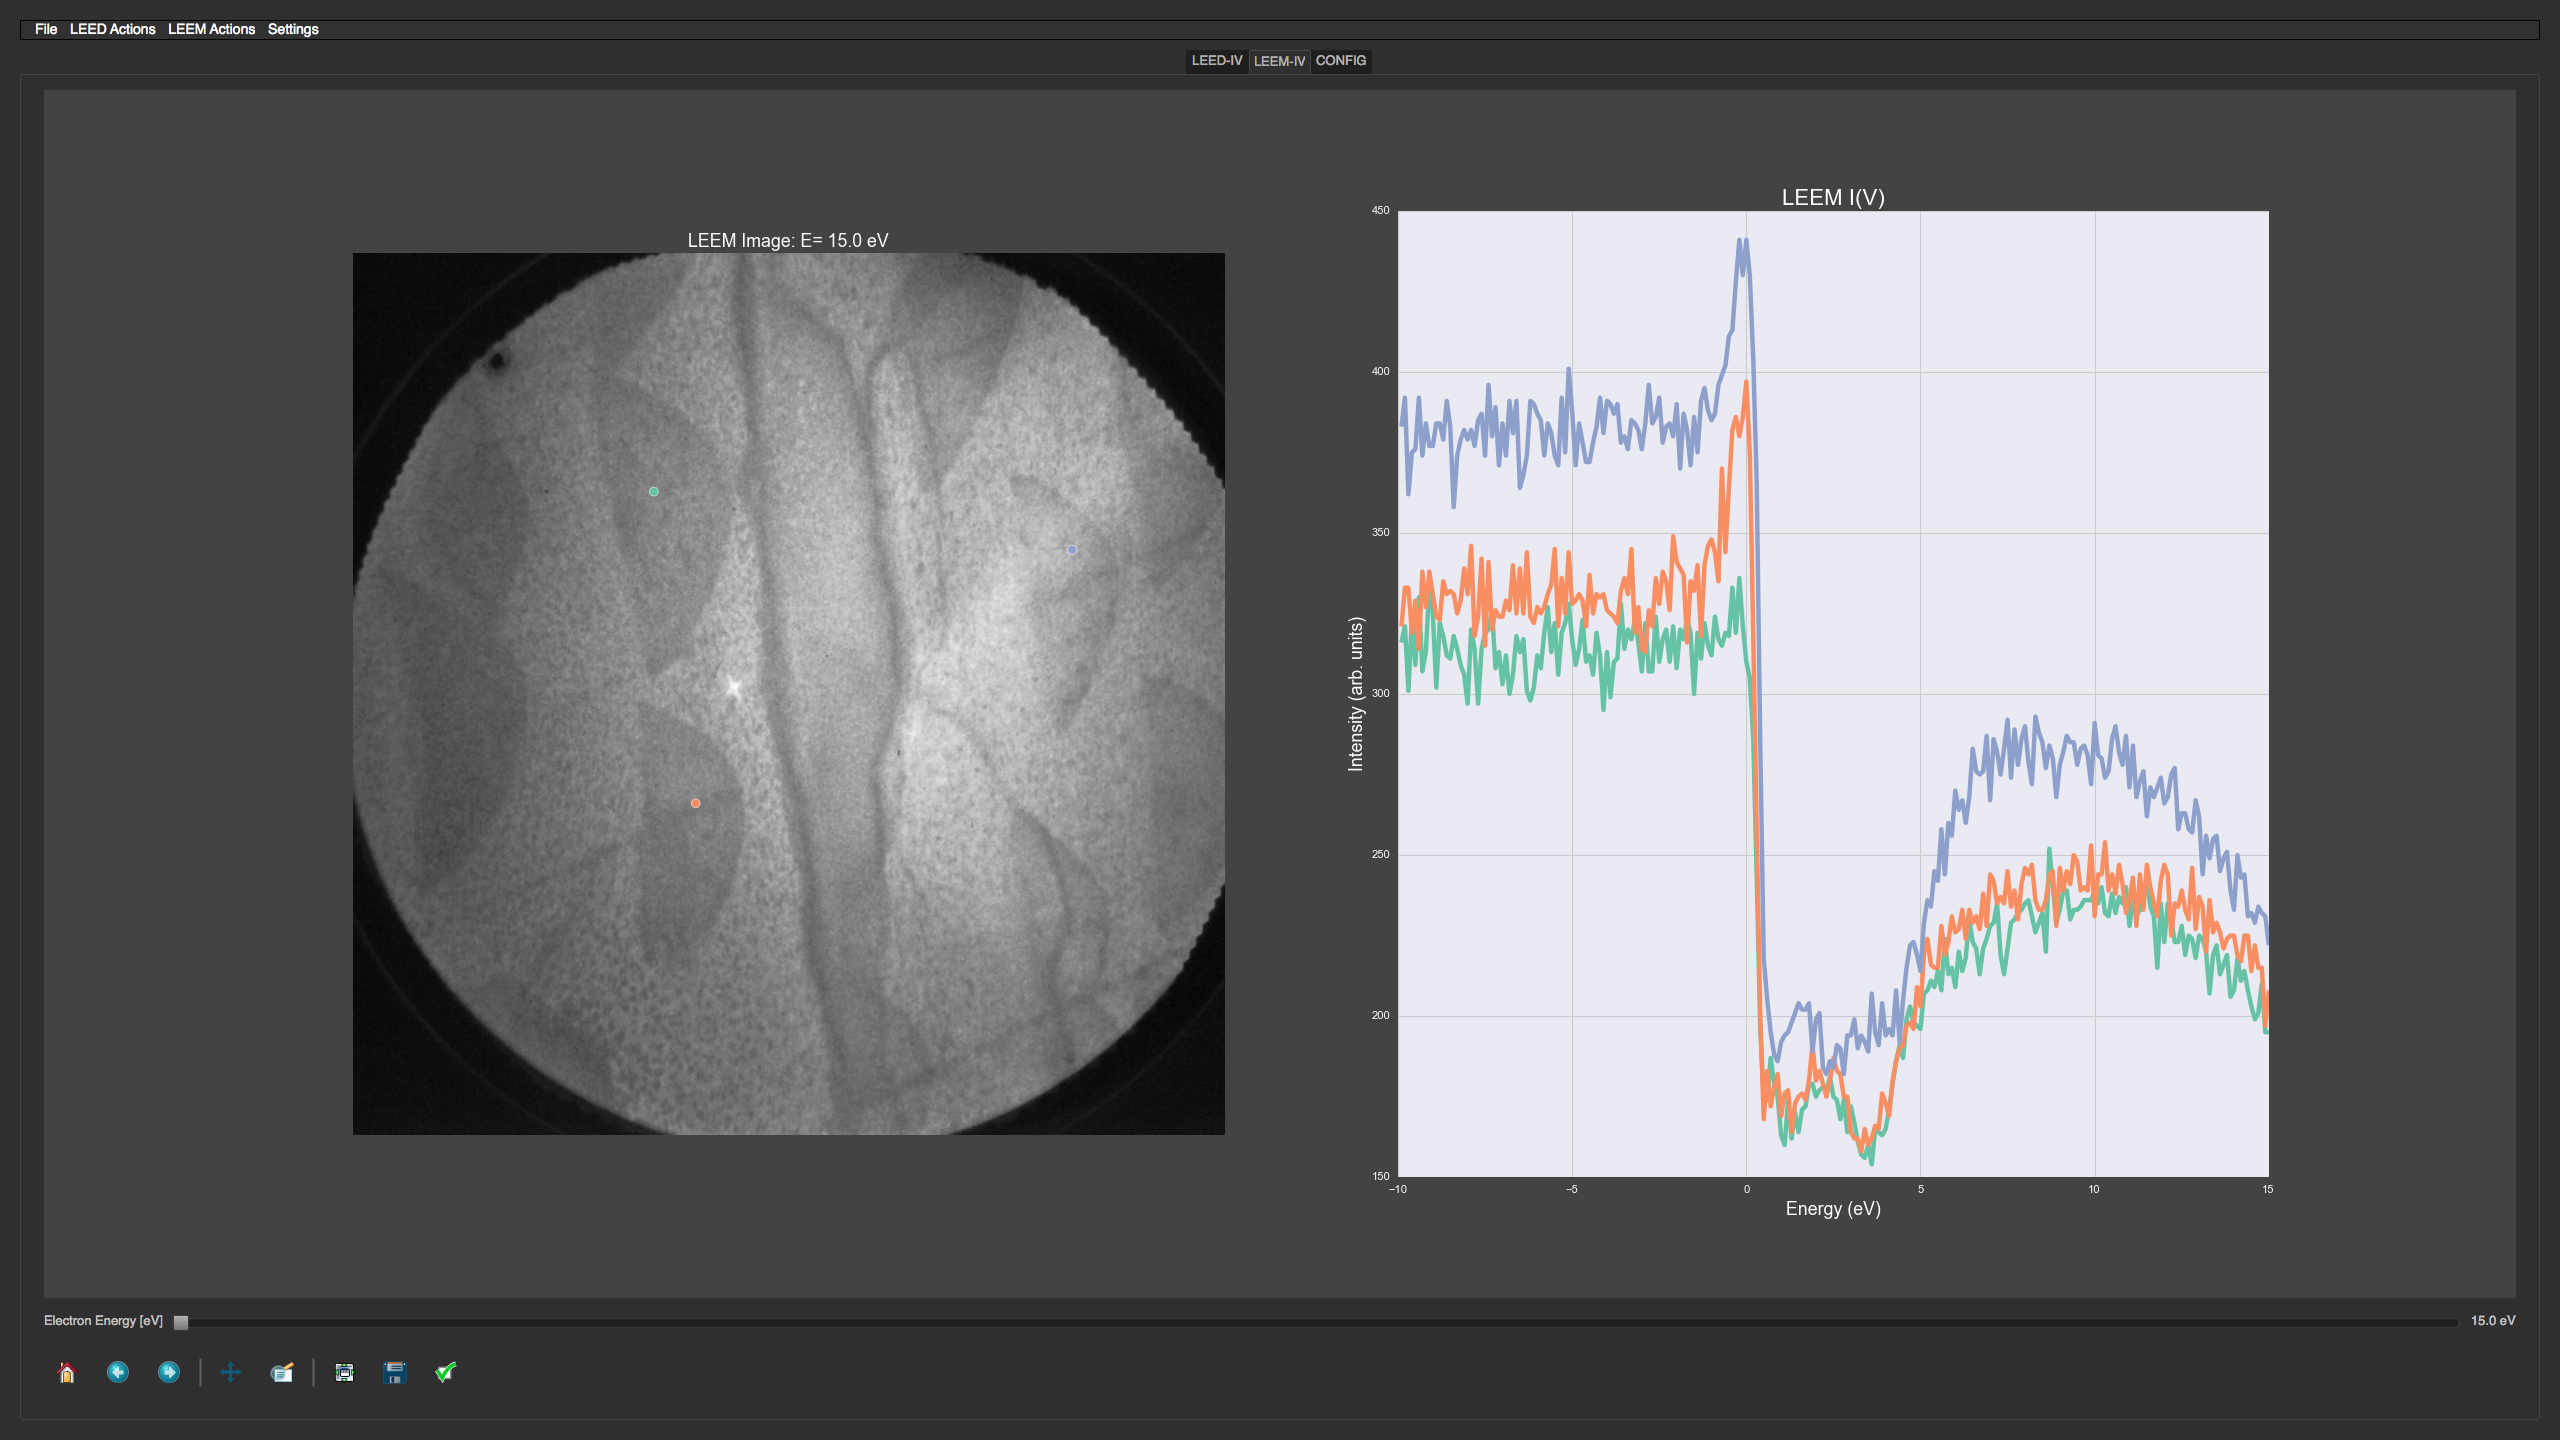 File LEED Actions LEEM Actions Settings
LEED-IV LEEM-IV CONFIG
LEEM Image: E= 15.0 eV
LEEM I(V)
450
400
350
300
250
200
150
Intensity (arb. units)
−10 −5 0 5 10 15
Energy (eV)
Electron Energy [eV] 15.0 eV